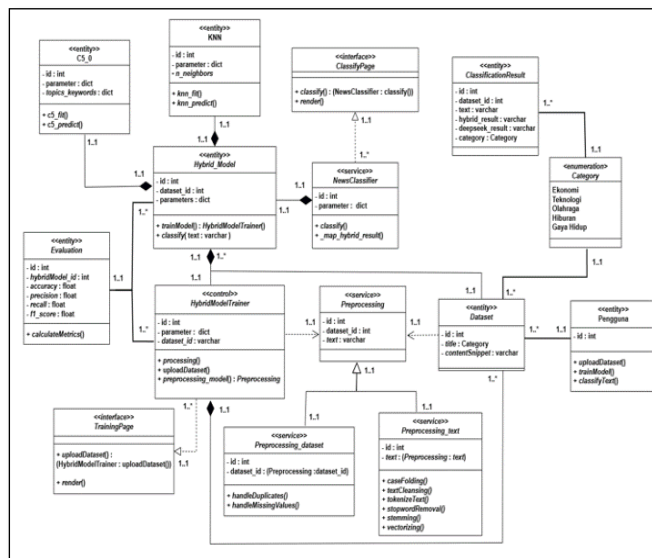 <<entity>>
C5_0
- id : int
- parameter : dict
- topics_keywords : dict
+ c5_fit()
+ c5_predict()
1..1
<<entity>>
KNN
- id : int
- parameter : dict
- n_neighbors
+ knn_fit()
+ knn_predict()
1..1
<<interface>>
ClassifyPage
+ classify() : (NewsClassifier : classify())
+ render()
1..1
<<entity>>
ClassificationResult
- id : int
- dataset_id : int
- text : varchar
- hybrid_result : varchar
- deepseek_result : varchar
- category : Category
1..*
1..1
<<enumeration>>
Category
Ekonomi
Teknologi
Olahraga
Hiburan
Gaya Hidup
1..1
<<entity>>
Hybrid_Model
- id : int
- dataset_id : int
- parameters : dict
+ trainModel() : HybridModelTrainer()
+ classify( text : varchar )
1..1
1..1
1..*
1..*
1..*
<<service>>
NewsClassifier
- id : int
- parameter : dict
+ classify()
+ _map_hybrid_result()
<<entity>>
Evaluation
- id : int
- hybridModel_id : int
- accuracy : float
- precision : float
- recall : float
- f1_score : float
+ calculateMetrics()
1..1
1..*
1..1
<<control>>
HybridModelTrainer
- id : int
- parameter : dict
- dataset_id : varchar
+ processing()
+ uploadDataset()
+ preprocessing_model() : Preprocessing
1..*
1..1
1..1
<<service>>
Preprocessing
- id : int
- dataset_id : int
- text : varchar
1..1
1..1
1..1
1..*
<<entity>>
Dataset
- id : int
- title : Category
- contentSnippet : varchar
1..*
1..1
1..*
<<entity>>
Pengguna
- id : int
+ uploadDataset()
+ trainModel()
+ classifyText()
<<interface>>
TrainingPage
+ uploadDataset() :
(HybridModelTrainer : uploadDataset())
+ render()
1..1
1..1
<<service>>
Preprocessing_dataset
- id : int
- dataset_id : (Preprocessing :dataset_id)
+ handleDuplicates()
+ handleMissingValues()
1..1
<<service>>
Preprocessing_text
- id : int
- text : (Preprocessing : text)
+ caseFolding()
+ textCleansing()
+ tokenizeText()
+ stopwordRemoval()
+ stemming()
+ vectorizing()